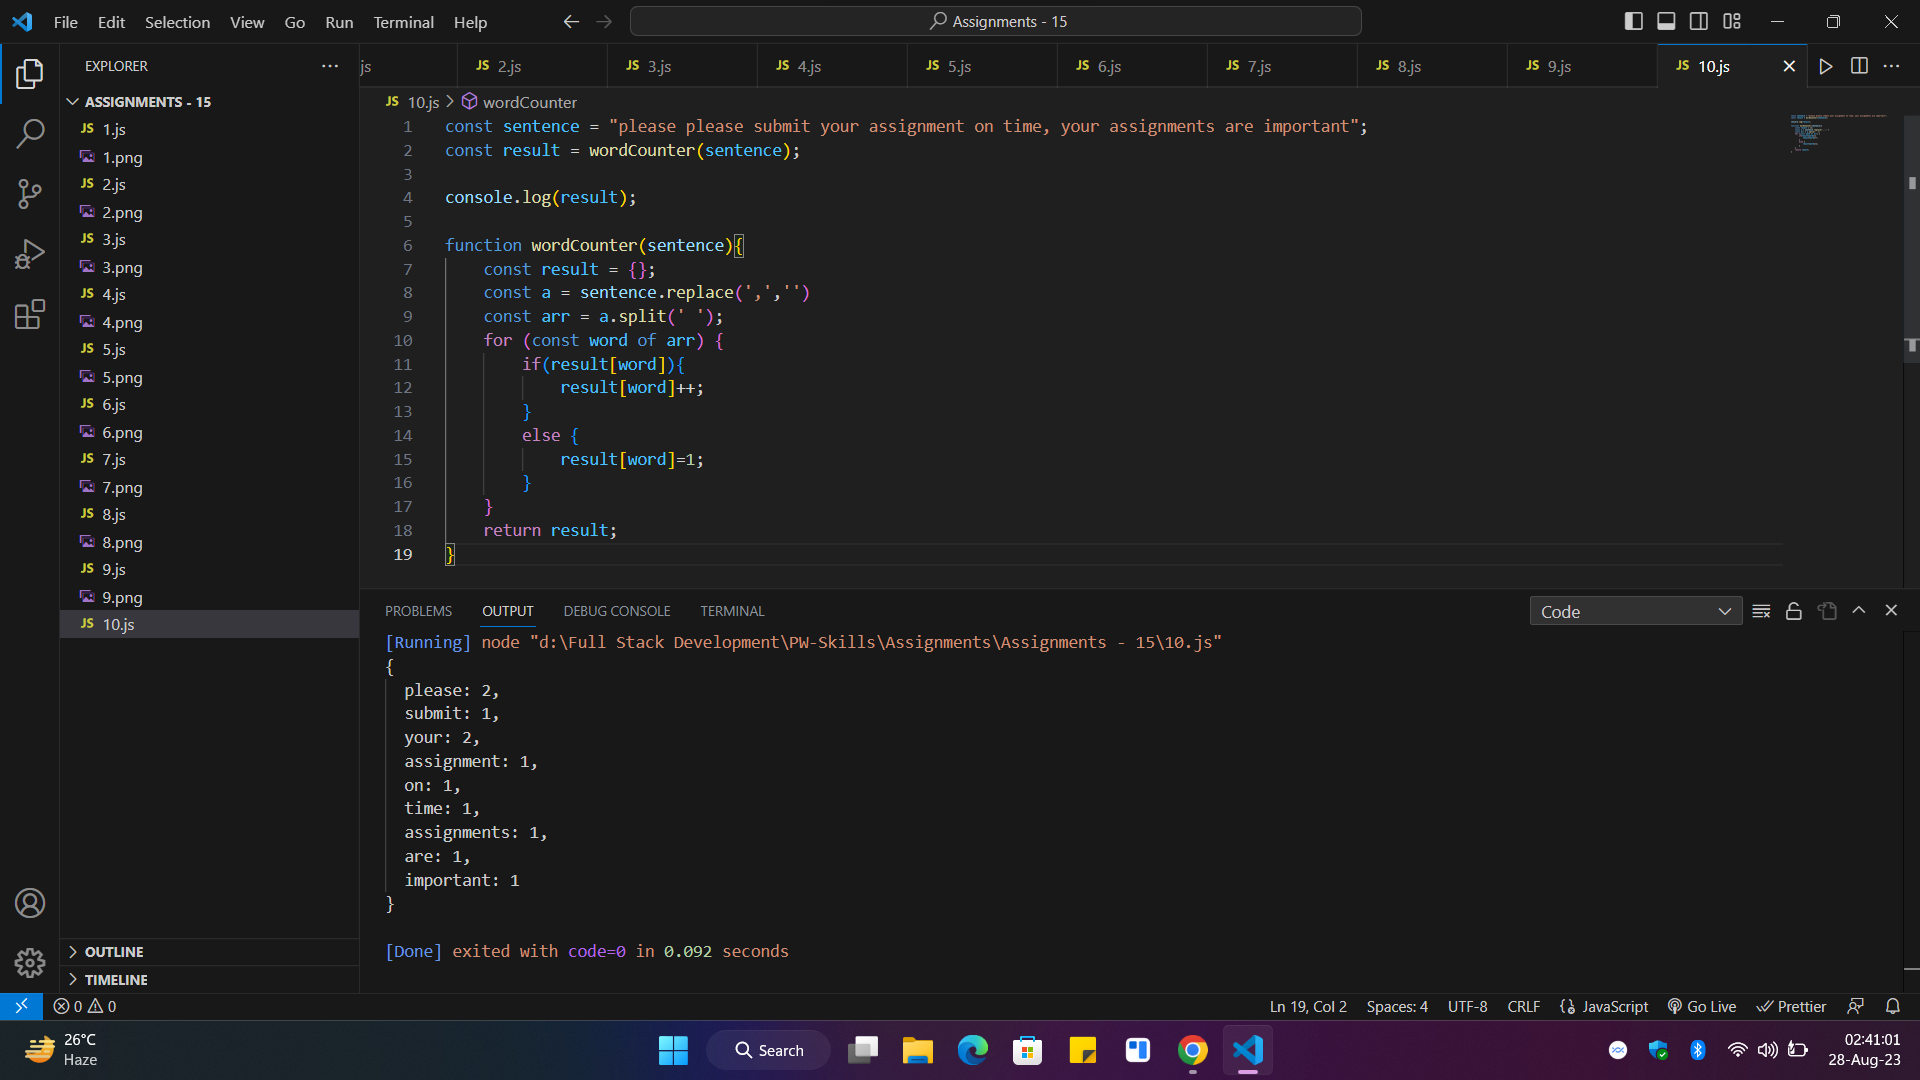 File Edit Selection View Go Run Terminal Help
Assignments - 15
EXPLORER
ASSIGNMENTS - 15
JS 1.js
1.png
JS 2.js
2.png
JS 3.js
3.png
JS 4.js
4.png
JS 5.js
5.png
JS 6.js
6.png
JS 7.js
7.png
JS 8.js
8.png
JS 9.js
9.png
JS 10.js
OUTLINE
TIMELINE
js JS 2.js JS 3.js JS 4.js JS 5.js JS 6.js JS 7.js JS 8.js JS 9.js JS 10.js
JS 10.js > wordCounter
1 const sentence = "please please submit your assignment on time, your assignments are important";
2 const result = wordCounter(sentence);
3
4 console.log(result);
5
6 function wordCounter(sentence){
7 const result = {};
8 const a = sentence.replace(',','')
9 const arr = a.split(' ');
10 for (const word of arr) {
11 if(result[word]){
12 result[word]++;
13 }
14 else {
15 result[word]=1;
16 }
17 }
18 return result;
19 }
PROBLEMS OUTPUT DEBUG CONSOLE TERMINAL
Code
[Running] node "d:\Full Stack Development\PW-Skills\Assignments\Assignments - 15\10.js"
{
please: 2,
submit: 1,
your: 2,
assignment: 1,
on: 1,
time: 1,
assignments: 1,
are: 1,
important: 1
}
[Done] exited with code=0 in 0.092 seconds
0 0
Ln 19, Col 2 Spaces: 4 UTF-8 CRLF JavaScript Go Live Prettier
26°C
Haze
Search
02:41:01
28-Aug-23